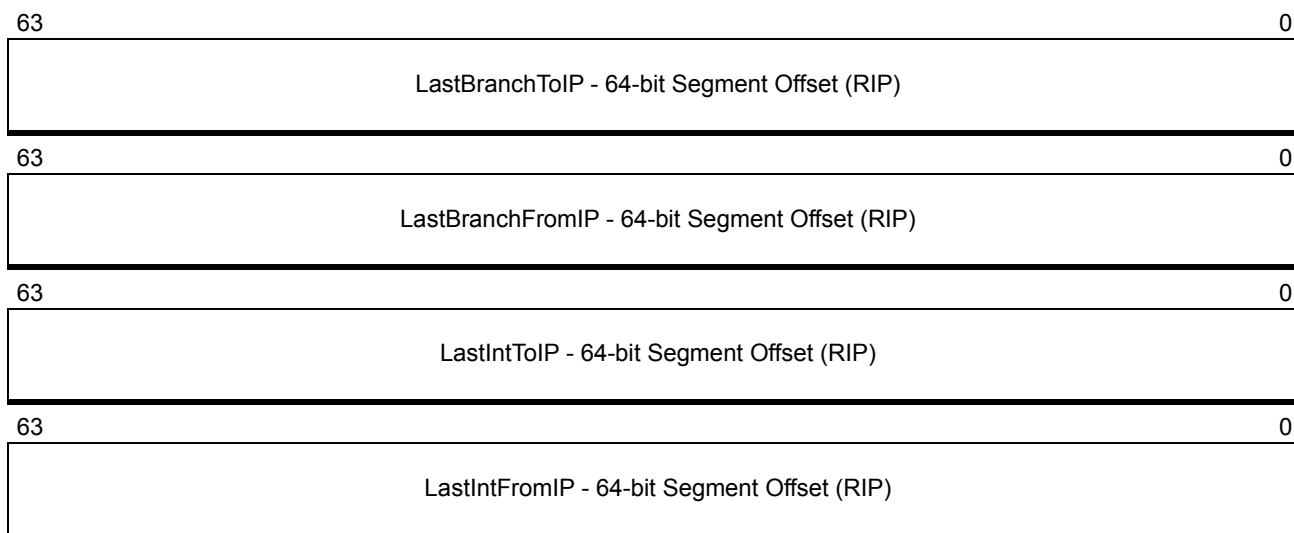 63 0
LastBranchToIP - 64-bit Segment Offset (RIP)
63 0
LastBranchFromIP - 64-bit Segment Offset (RIP)
63 0
LastIntToIP - 64-bit Segment Offset (RIP)
63 0
LastIntFromIP - 64-bit Segment Offset (RIP)